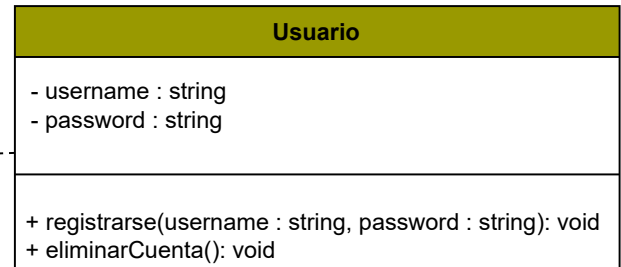 Usuario
- username : string
- password : string
+ registrarse(username : string, password : string): void
+ eliminarCuenta(): void